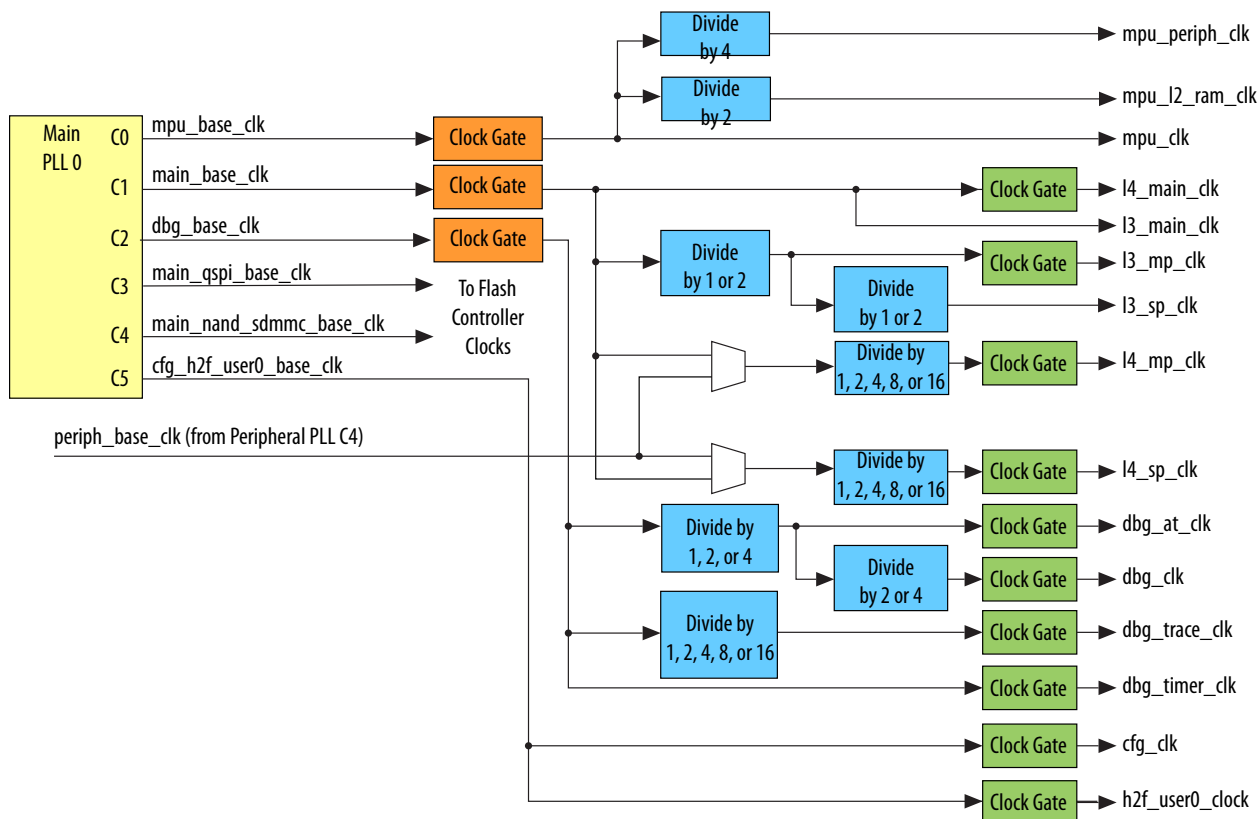 Divide
by 4
mpu_periph_clk
Divide
by 2
mpu_l2_ram_clk
Main
PLL 0
C0
mpu_base_clk
Clock Gate
mpu_clk
C1
main_base_clk
Clock Gate
Clock Gate
l4_main_clk
l3_main_clk
C2
dbg_base_clk
Clock Gate
Divide
by 1 or 2
Clock Gate
l3_mp_clk
C3
main_qspi_base_clk
To Flash
Controller
Clocks
Divide
by 1 or 2
l3_sp_clk
C4
main_nand_sdmmc_base_clk
C5
cfg_h2f_user0_base_clk
Divide by
1, 2, 4, 8, or 16
Clock Gate
l4_mp_clk
periph_base_clk (from Peripheral PLL C4)
Divide by
1, 2, 4, 8, or 16
Clock Gate
l4_sp_clk
Divide by
1, 2, or 4
Clock Gate
dbg_at_clk
Divide
by 2 or 4
Clock Gate
dbg_clk
Divide by
1, 2, 4, 8, or 16
Clock Gate
dbg_trace_clk
Clock Gate
dbg_timer_clk
Clock Gate
cfg_clk
Clock Gate
h2f_user0_clock